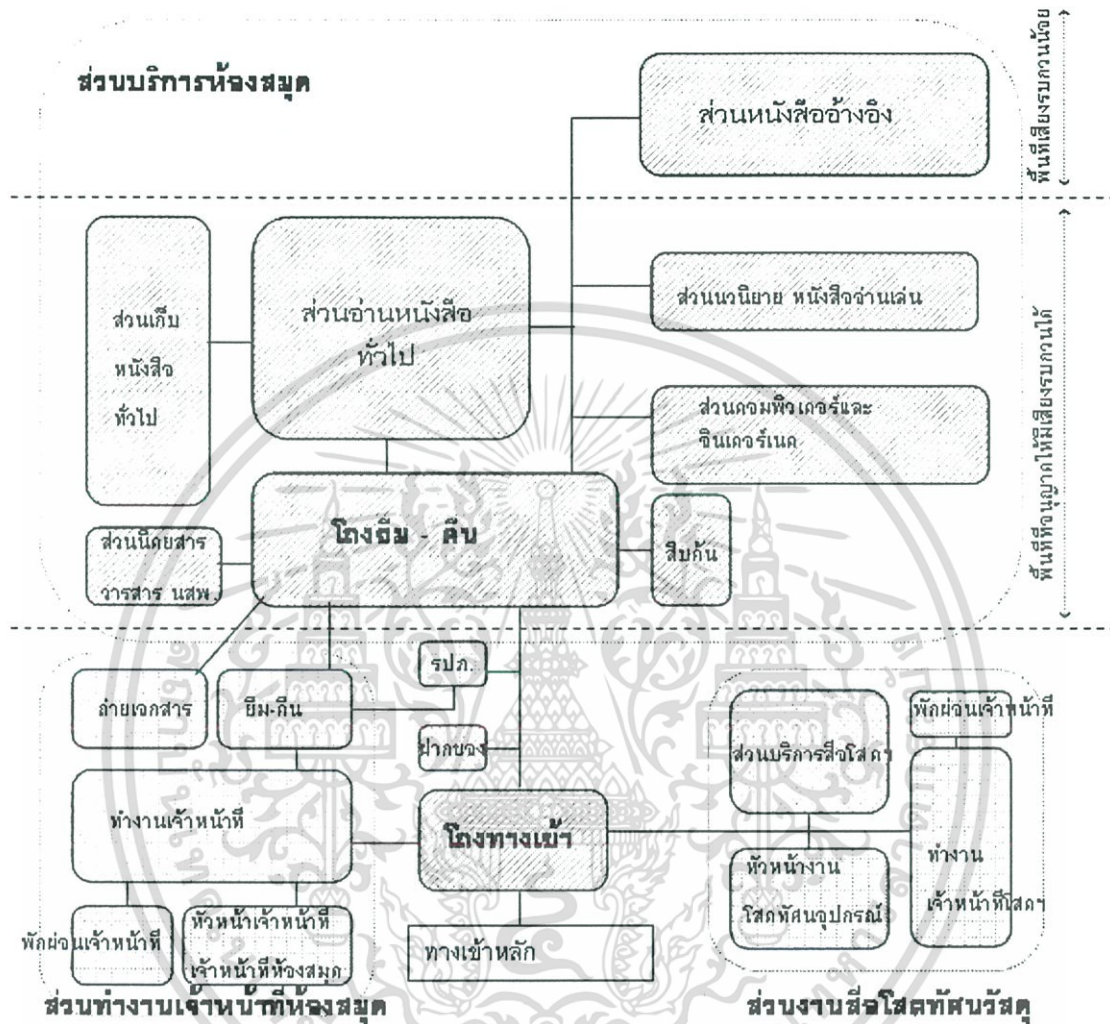 ส่วนบริการห้องสมุด
ส่วนหนังสืออ้างอิง
พื้นที่เสียงรบกวนน้อย
ส่วนเก็บ
หนังสือ
ทั่วไป
ส่วนอ่านหนังสือ
ทั่วไป
ส่วนนวนิยาย หนังสืออ่านเล่น
ส่วนคอมพิวเตอร์และ
อินเตอร์เนต
พื้นที่อนุญาตให้มีเสียงรบกวนได้
ส่วนนิตยสาร
วารสาร นสพ.
โถงยืม - คืน
สืบค้น
รปภ.
ถ่ายเอกสาร
ยืม-คืน
ฝากของ
ส่วนบริการสื่อโสตฯ
พักผ่อนเจ้าหน้าที่
ทำงานเจ้าหน้าที่
โถงทางเข้า
หัวหน้างาน
โสตทัศนอุปกรณ์
ทำงาน
เจ้าหน้าที่โสตฯ
พักผ่อนเจ้าหน้าที่
หัวหน้าเจ้าหน้าที่
เจ้าหน้าที่ห้องสมุด
ทางเข้าหลัก
ส่วนทำงานเจ้าหน้าที่ห้องสมุด
ส่วนงานสื่อโสตทัศนวัสดุ